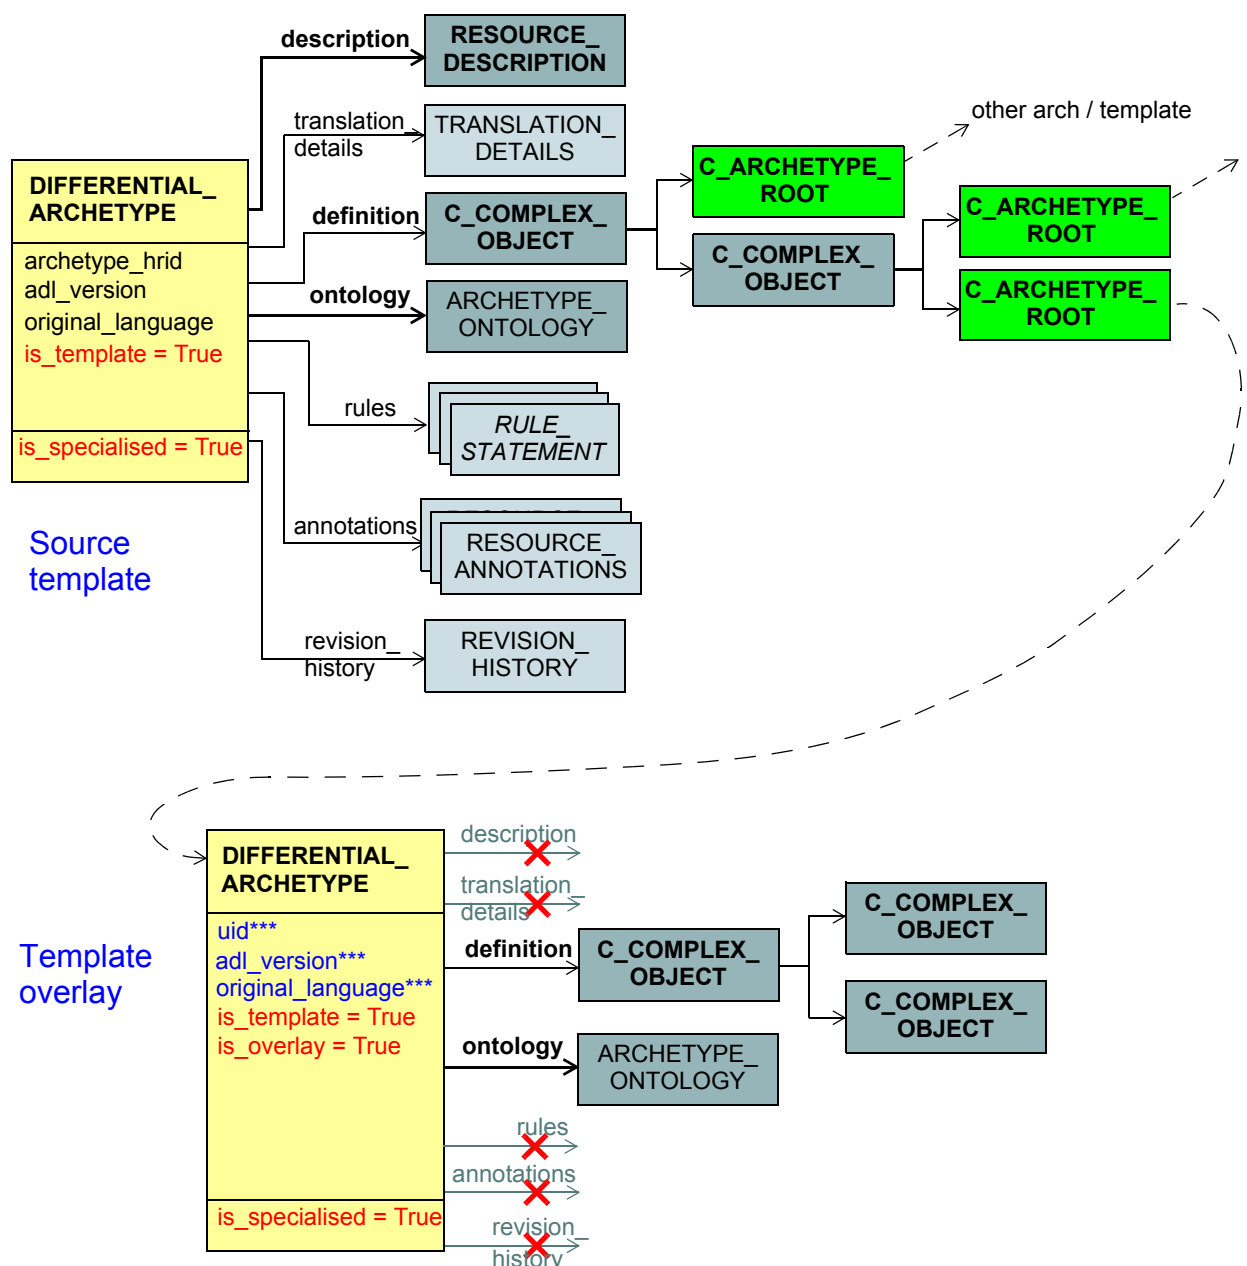 description
RESOURCE_
DESCRIPTION
translation_
details
TRANSLATION_
DETAILS
other arch / template
DIFFERENTIAL_
ARCHETYPE
archetype_hrid
adl_version
original_language
is_template = True
is_specialised = True
definition
C_COMPLEX_
OBJECT
C_ARCHETYPE_
ROOT
C_COMPLEX_
OBJECT
C_ARCHETYPE_
ROOT
C_ARCHETYPE_
ROOT
ontology
ARCHETYPE_
ONTOLOGY
rules
RULE_
STATEMENT
annotations
RESOURCE_
ANNOTATIONS
revision_
history
REVISION_
HISTORY
Source
template
Template
overlay
DIFFERENTIAL_
ARCHETYPE
uid***
adl_version***
original_language***
is_template = True
is_overlay = True
is_specialised = True
description
translation_
details
definition
C_COMPLEX_
OBJECT
C_COMPLEX_
OBJECT
C_COMPLEX_
OBJECT
ontology
ARCHETYPE_
ONTOLOGY
rules
annotations
revision_
history